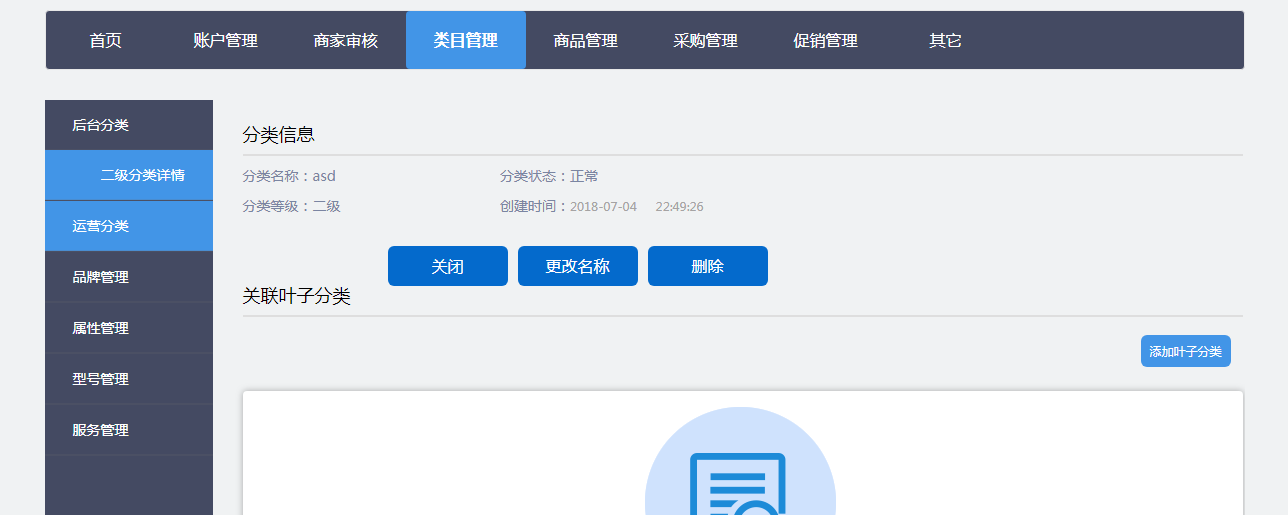 首页 账户管理 商家审核 类目管理 商品管理 采购管理 促销管理 其它
后台分类
二级分类详情
运营分类
品牌管理
属性管理
型号管理
服务管理
分类信息
分类名称：asd 分类状态：正常
分类等级：二级 创建时间：2018-07-04 22:49:26
关闭 更改名称 删除
关联叶子分类
添加叶子分类